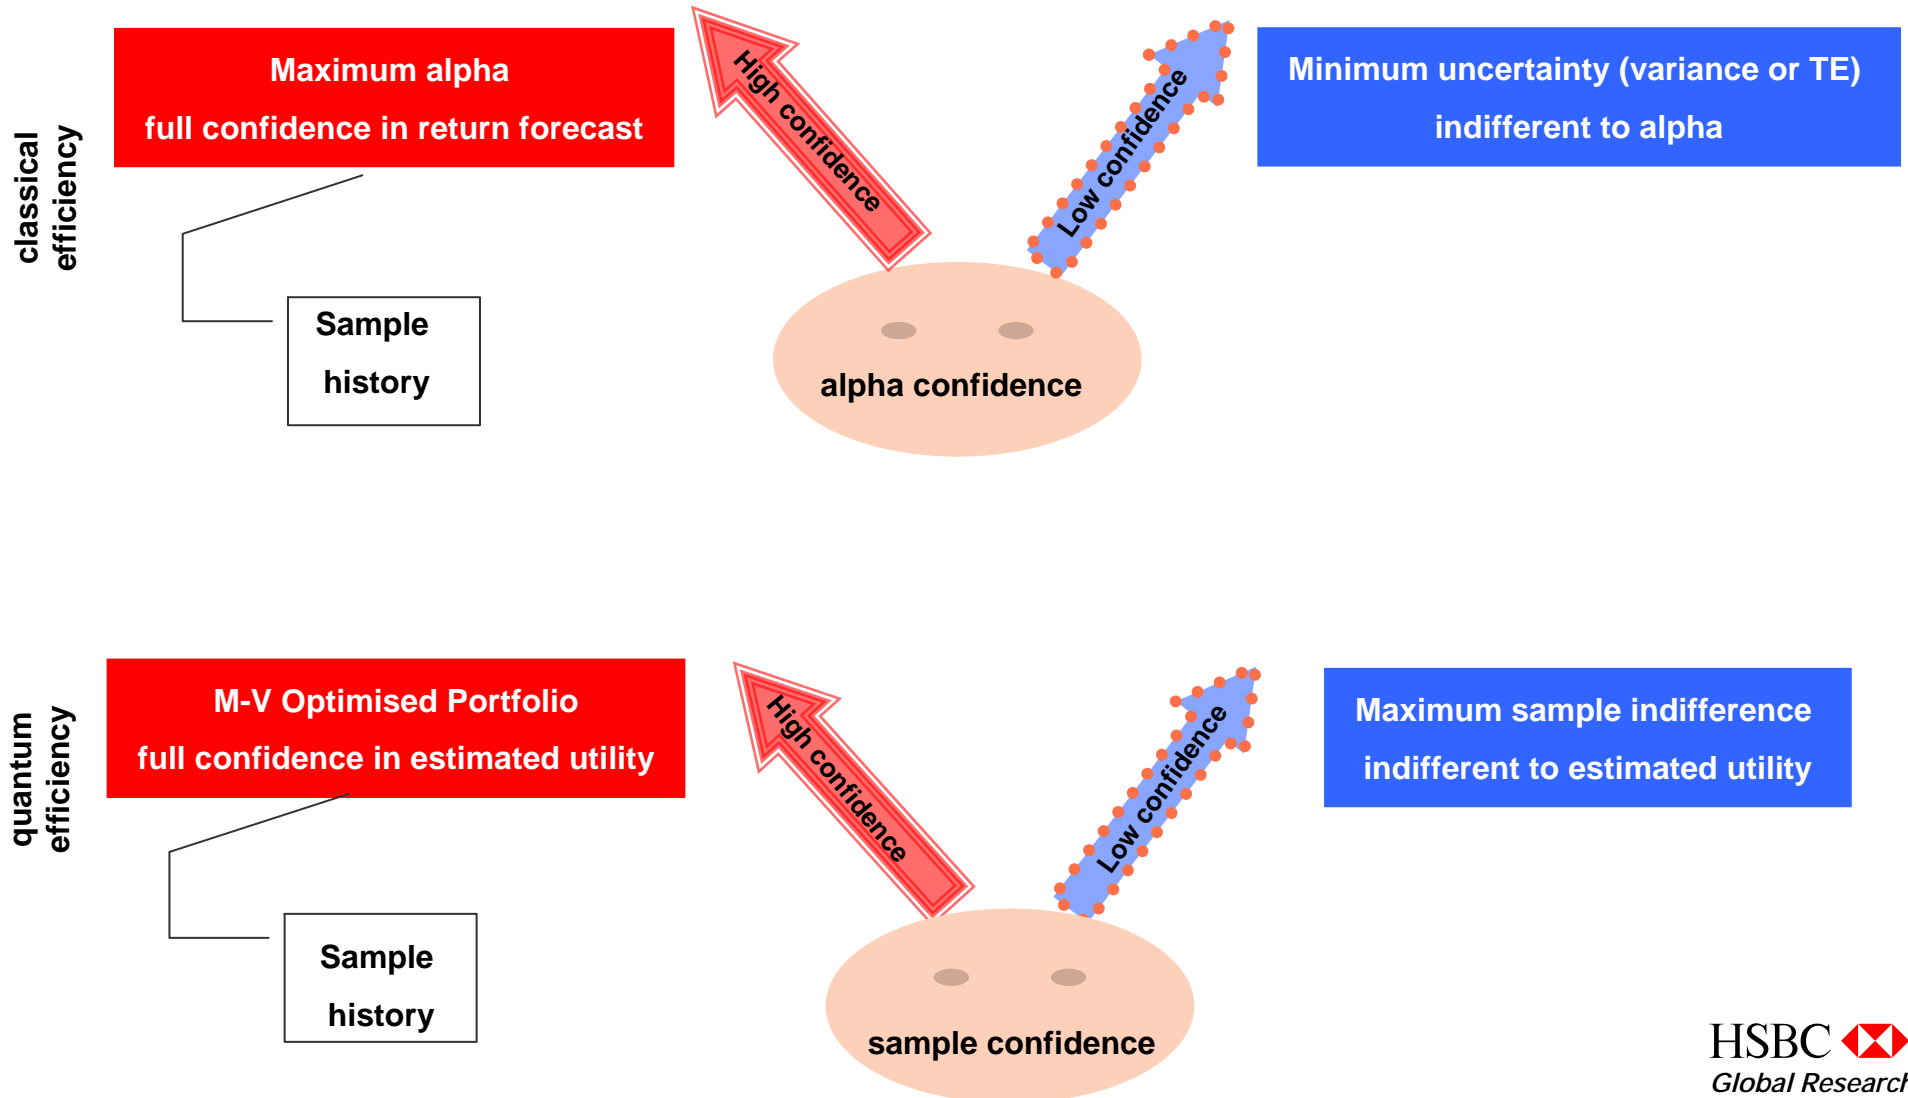 classical
efficiency
Maximum alpha
full confidence in return forecast
High confidence
Low confidence
Minimum uncertainty (variance or TE)
indifferent to alpha
Sample
history
alpha confidence
quantum
efficiency
M-V Optimised Portfolio
full confidence in estimated utility
High confidence
Low confidence
Maximum sample indifference
indifferent to estimated utility
Sample
history
sample confidence
HSBC
Global Research